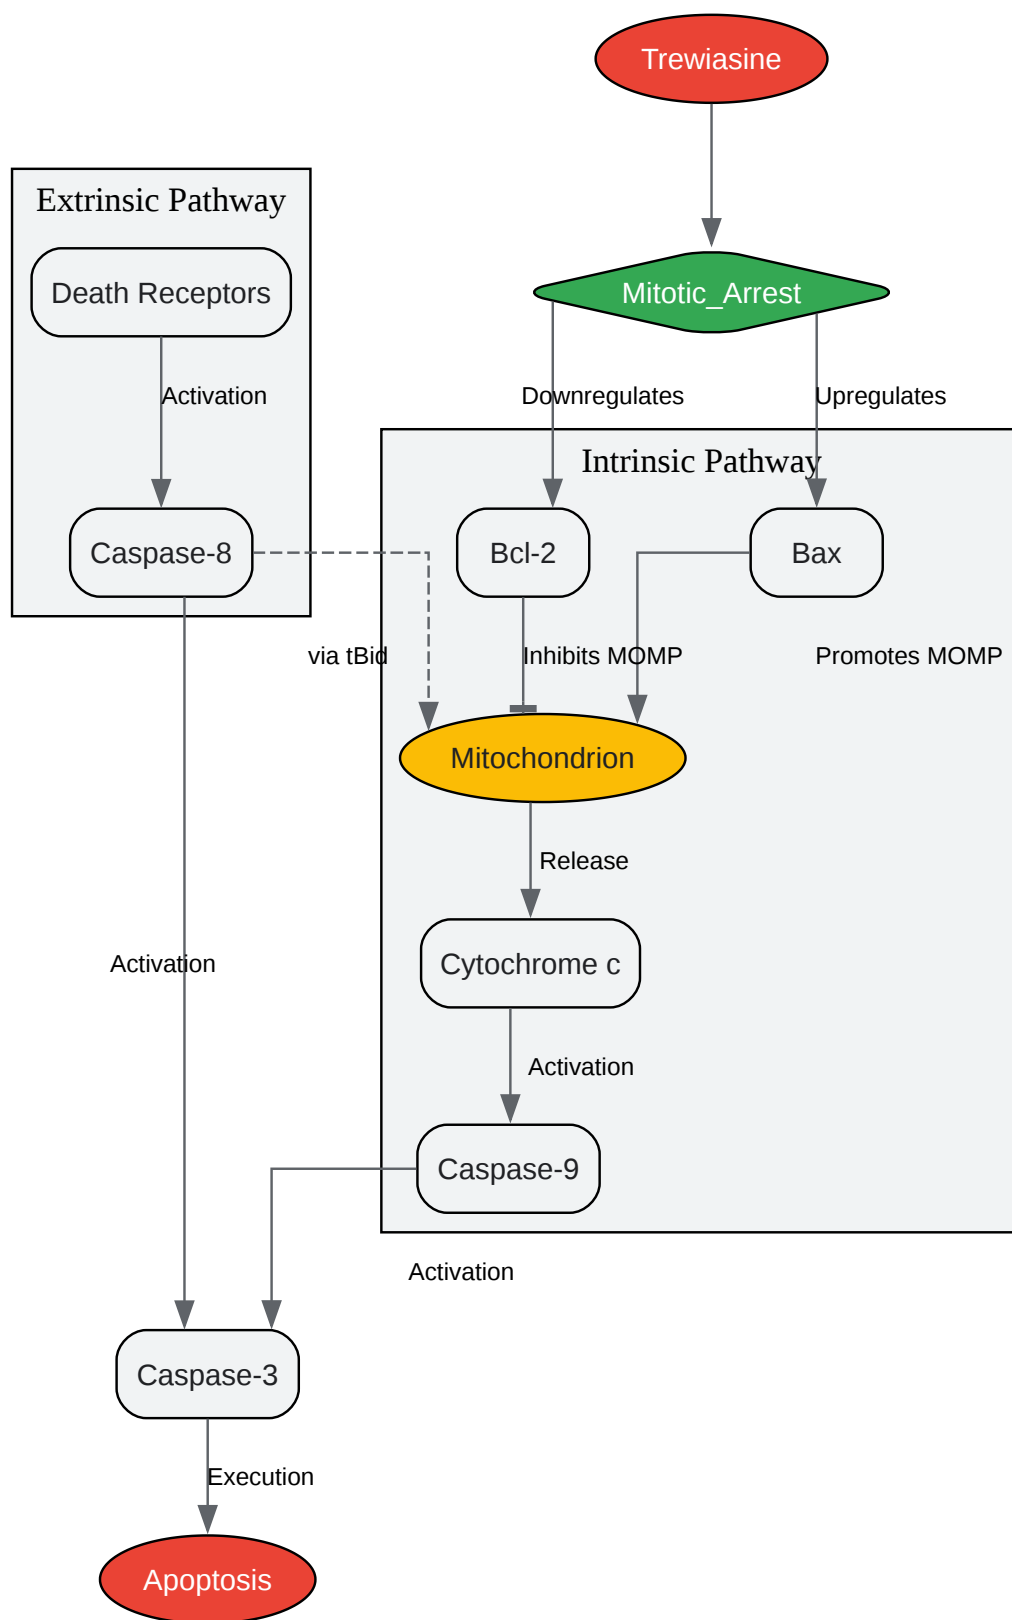 Trewiasine
Extrinsic Pathway
Death Receptors
Mitotic_Arrest
Activation
Downregulates
Upregulates
Intrinsic Pathway
Caspase-8
Bcl-2
Bax
via tBid
Inhibits MOMP
Promotes MOMP
Mitochondrion
Release
Cytochrome c
Activation
Activation
Caspase-9
Activation
Caspase-3
Execution
Apoptosis